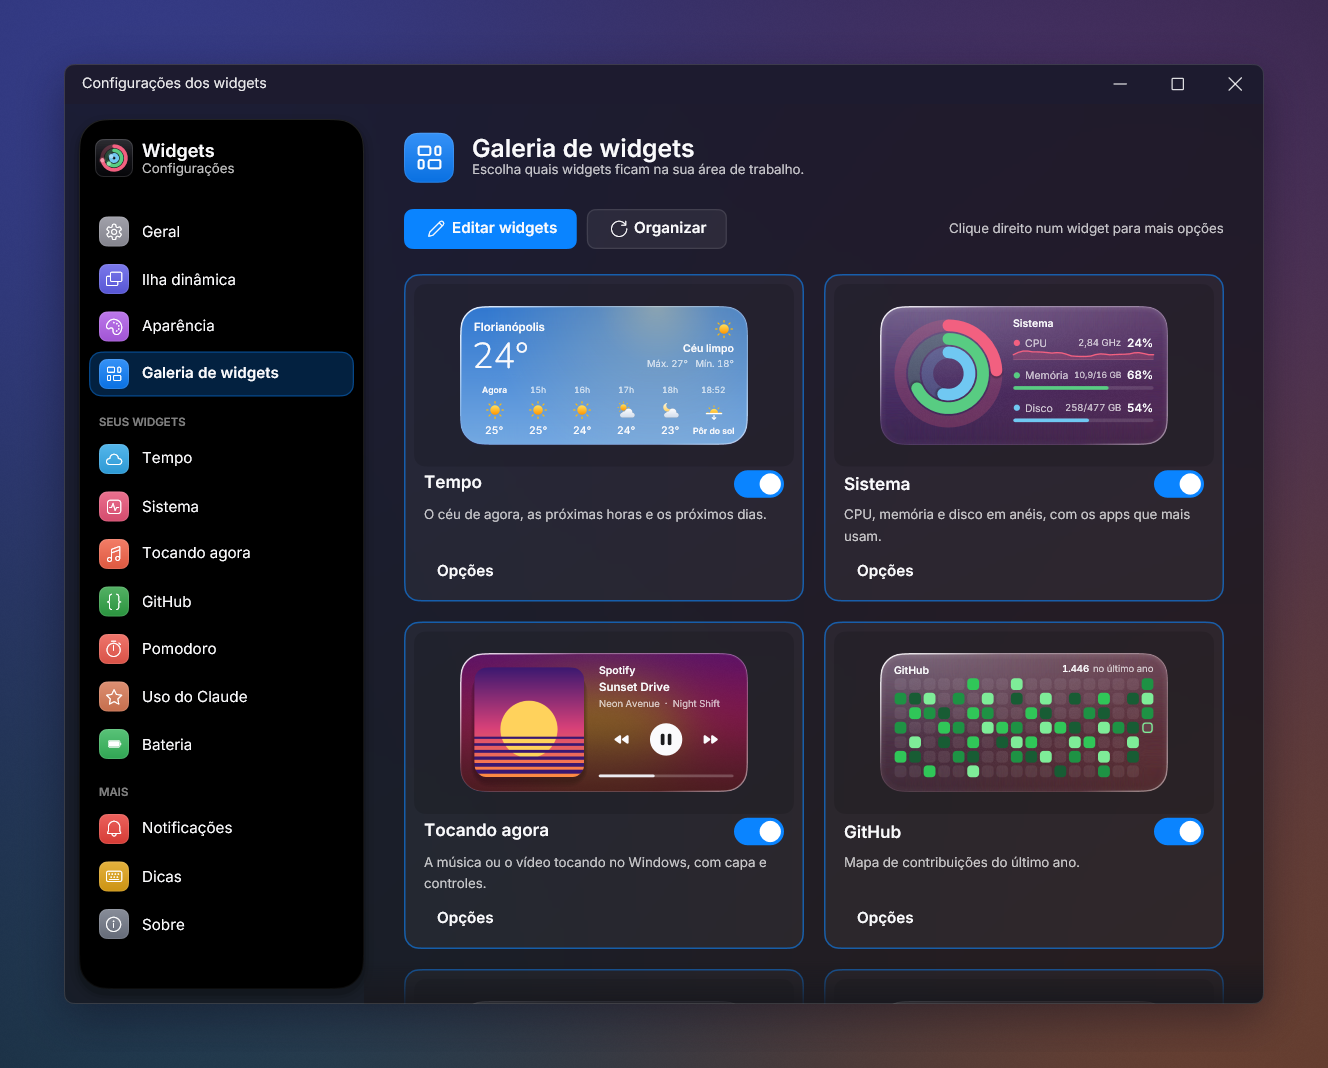 Configurações dos widgets
Widgets
Configurações
Geral
Ilha dinâmica
Aparência
Galeria de widgets
SEUS WIDGETS
Tempo
Sistema
Tocando agora
GitHub
Pomodoro
Uso do Claude
Bateria
MAIS
Notificações
Dicas
Sobre
Galeria de widgets
Escolha quais widgets ficam na sua área de trabalho.
Editar widgets
Organizar
Clique direito num widget para mais opções
Florianópolis
24°
Céu limpo
Máx. 27° Mín. 18°
Agora 15h 16h 17h 18h 18:52
25° 25° 24° 24° 23° Pôr do sol
Tempo
O céu de agora, as próximas horas e os próximos dias.
Opções
Sistema
CPU 2,84 GHz 24%
Memória 10,9/16 GB 68%
Disco 258/477 GB 54%
Sistema
CPU, memória e disco em anéis, com os apps que mais
usam.
Opções
Spotify
Sunset Drive
Neon Avenue · Night Shift
Tocando agora
A música ou o vídeo tocando no Windows, com capa e
controles.
Opções
GitHub 1.446 no último ano
GitHub
Mapa de contribuições do último ano.
Opções